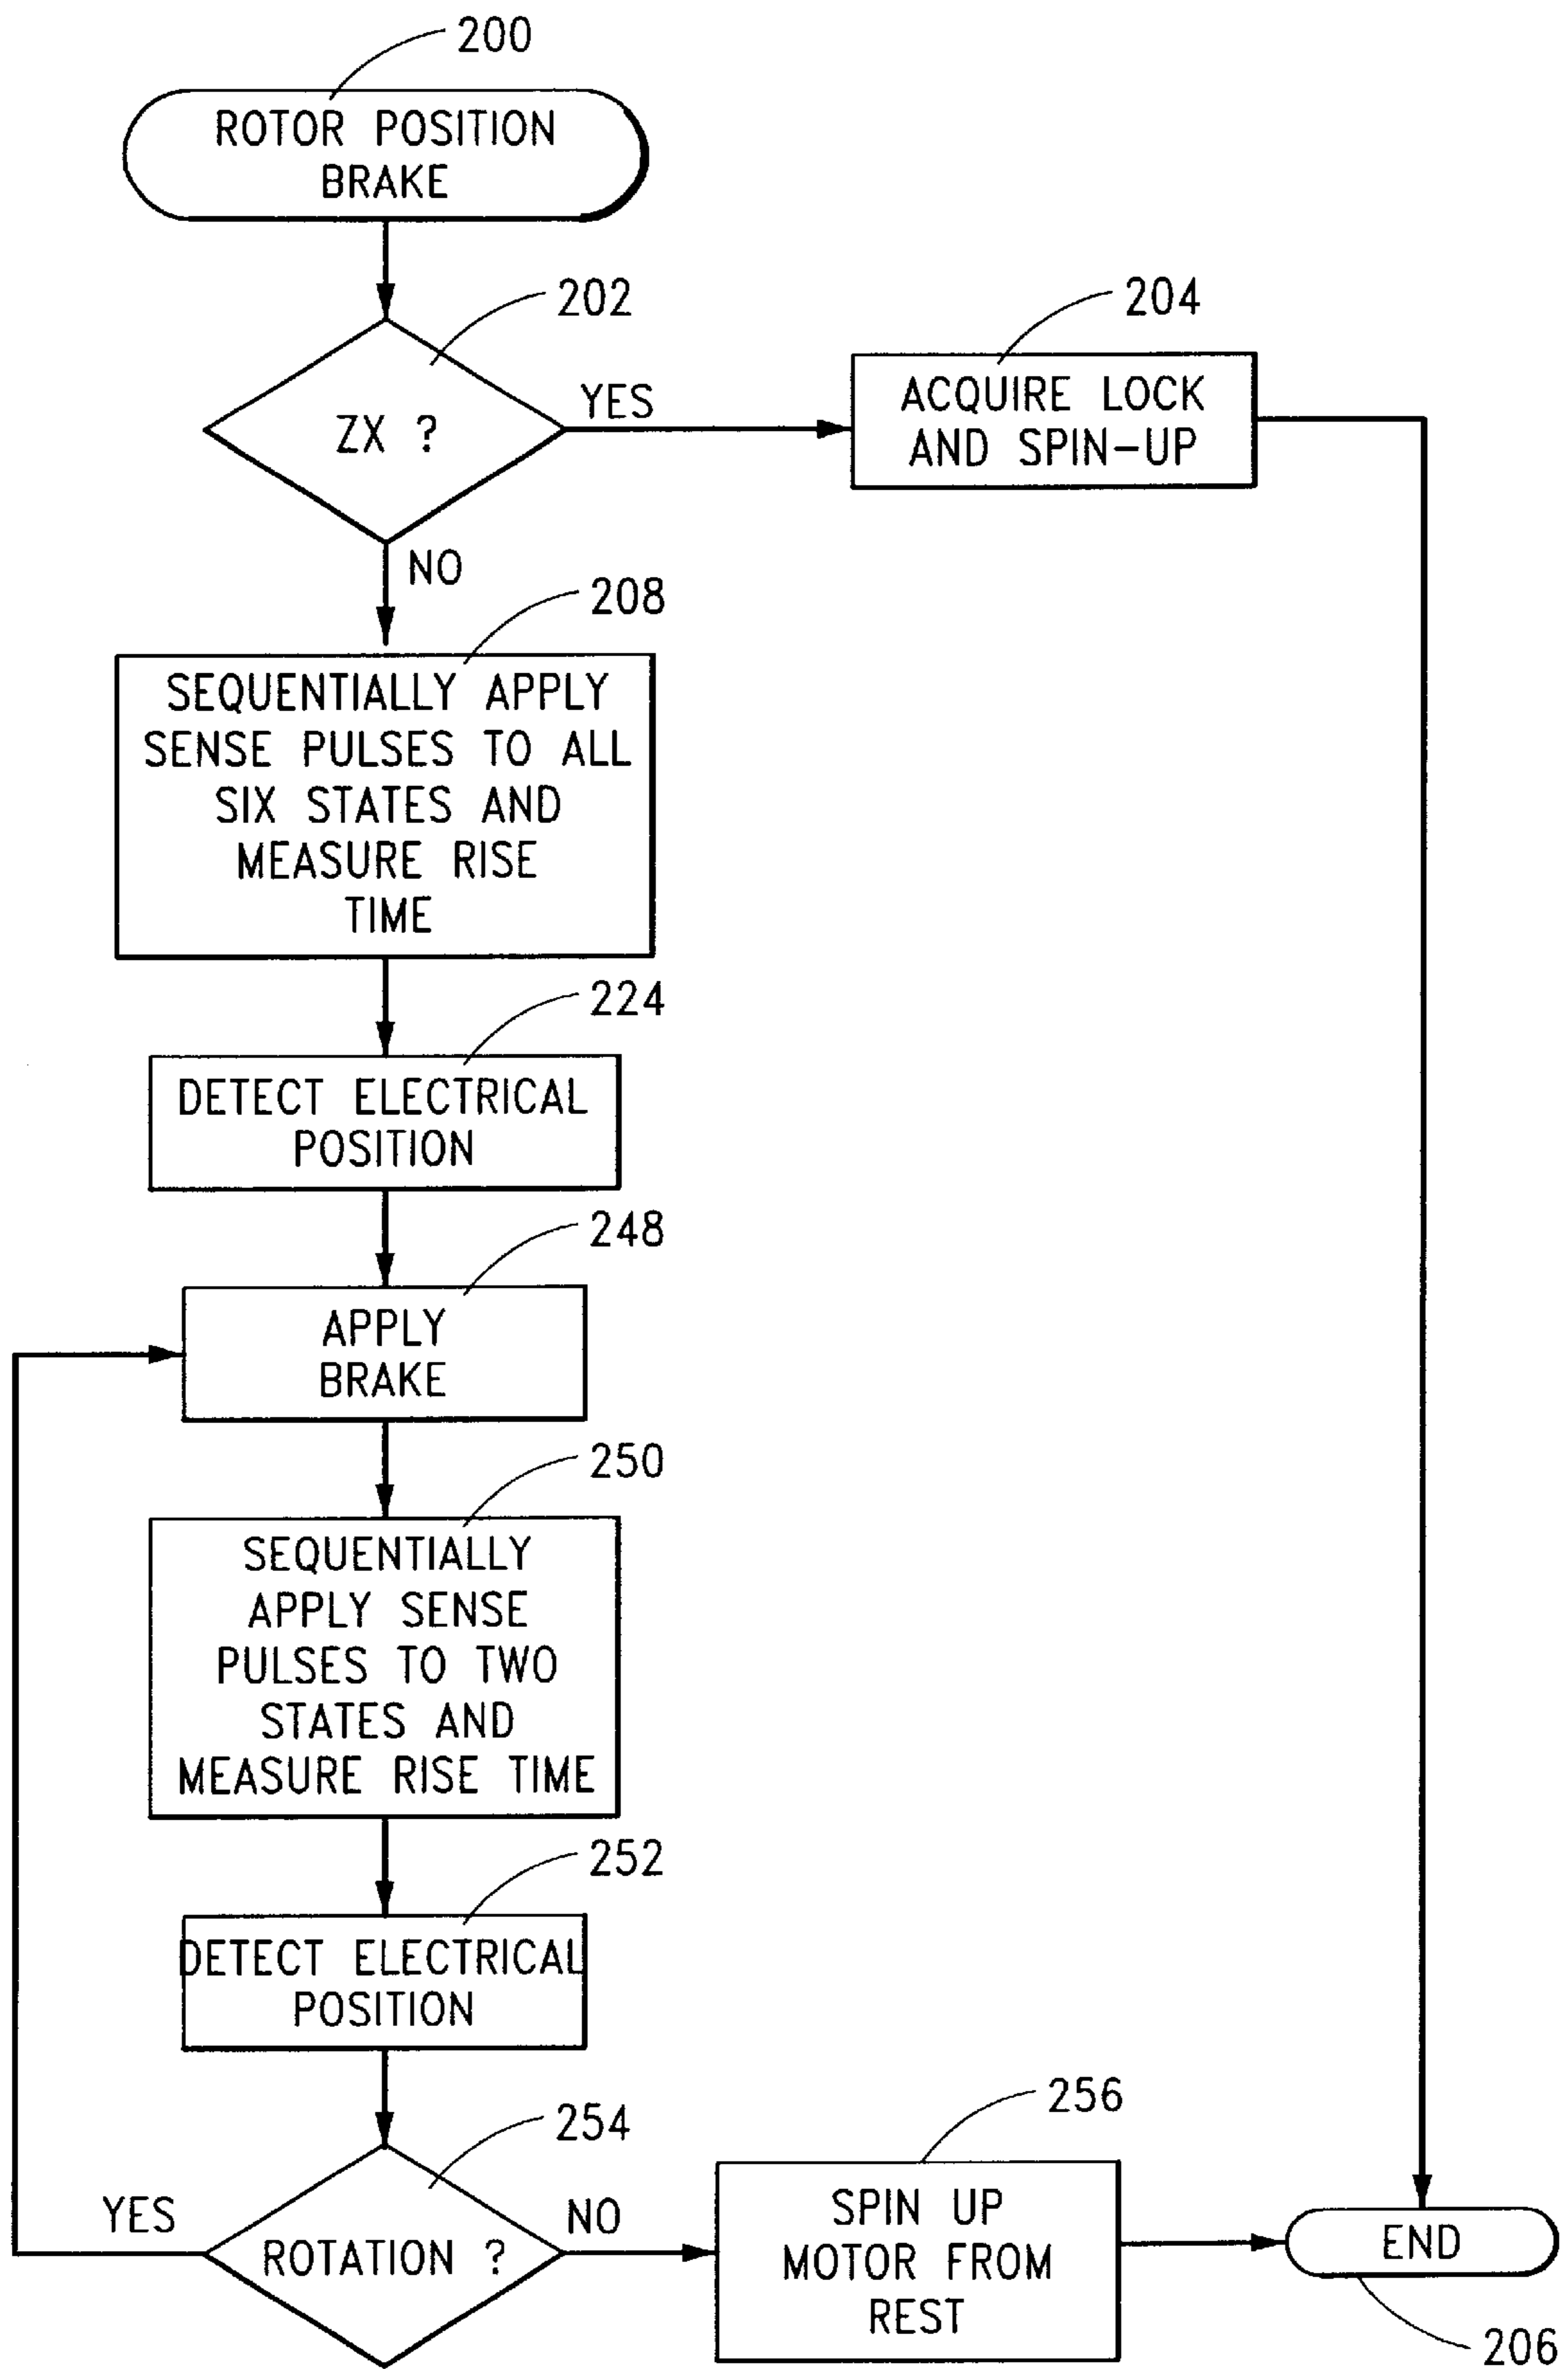 200
ROTOR POSITION
BRAKE
202
ZX ?
YES
204
ACQUIRE LOCK
AND SPIN-UP
NO
208
SEQUENTIALLY APPLY
SENSE PULSES TO ALL
SIX STATES AND
MEASURE RISE
TIME
224
DETECT ELECTRICAL
POSITION
248
APPLY
BRAKE
250
SEQUENTIALLY
APPLY SENSE
PULSES TO TWO
STATES AND
MEASURE RISE TIME
252
DETECT ELECTRICAL
POSITION
254
ROTATION ?
YES
NO
256
SPIN UP
MOTOR FROM
REST
END
206